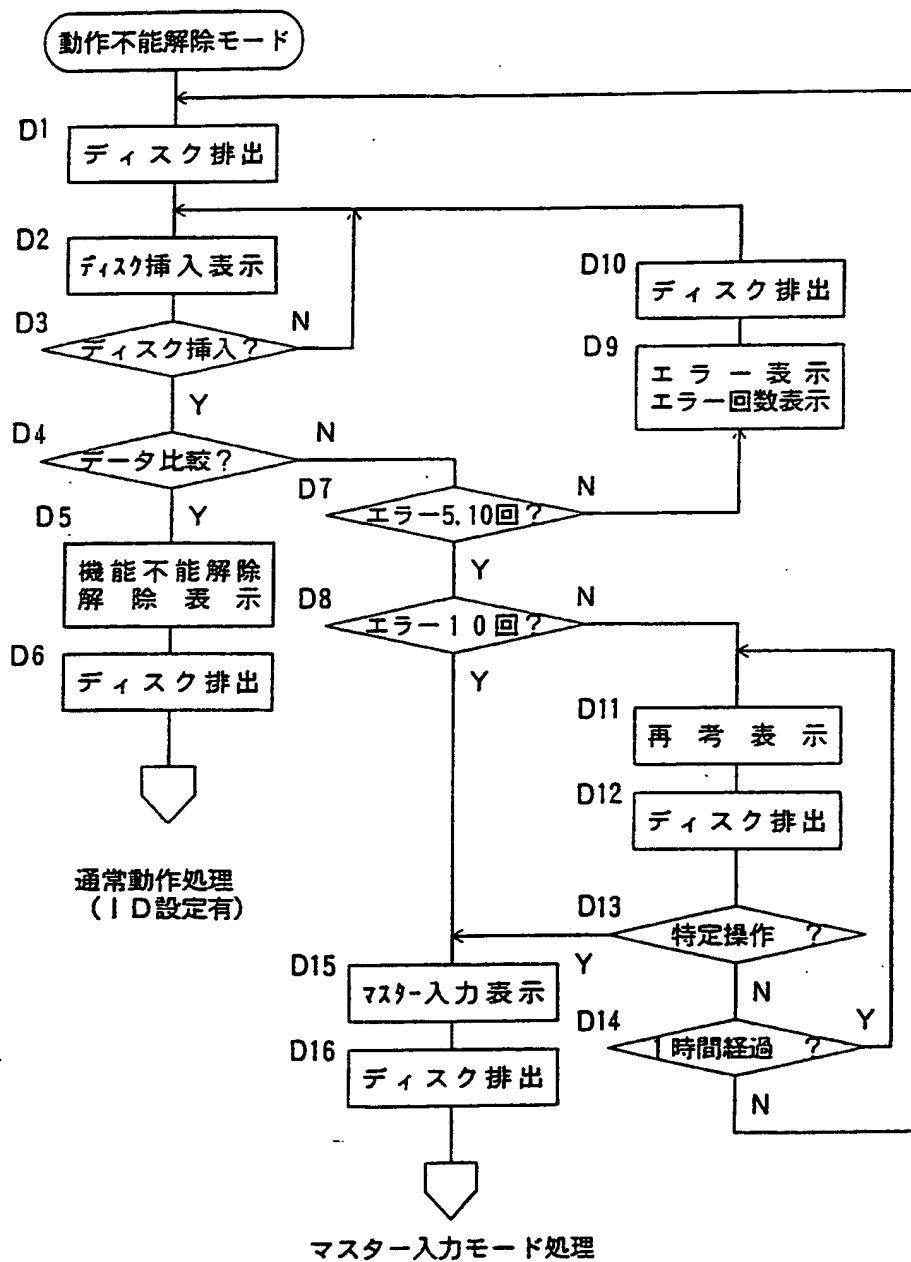 動作不能解除モード
D1
ディスク排出
D2
ディスク挿入表示
D3
ディスク挿入?
N
Y
D4
データ比較?
N
Y
D5
機能不能解除
解除表示
D6
ディスク排出
通常動作処理
(ID設定有)
D10
ディスク排出
D9
エラー表示
エラー回数表示
D7
エラー5.10回?
N
Y
D8
エラー10回?
N
Y
D11
再考表示
D12
ディスク排出
D13
特定操作?
Y
N
D14
1時間経過?
Y
N
D15
マスター入力表示
D16
ディスク排出
マスター入力モード処理